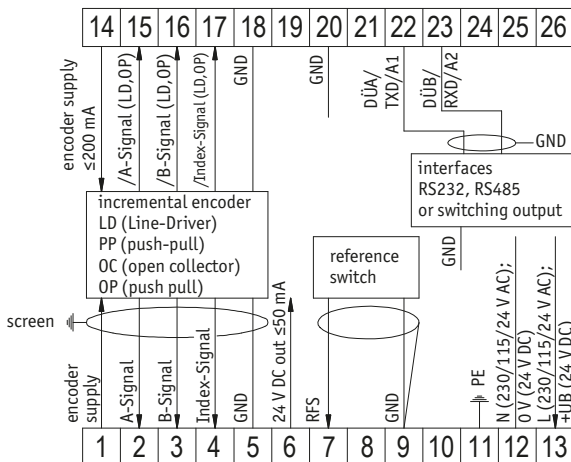 14 15 16 17 18 19 20 21 22 23 24 25 26
encoder supply
≤200 mA
/A-Signal (LD,OP)
/B-Signal (LD,OP)
/Index-Signal (LD,OP)
GND
GND
DÜA/
TXD/A1
DÜB/
RXD/A2
GND
interfaces
RS232, RS485
or switching output
incremental encoder
LD (Line-Driver)
PP (push-pull)
OC (open collector)
OP (push pull)
reference
switch
GND
screen
encoder
supply
A-Signal
B-Signal
Index-Signal
GND
24 V DC out ≤50 mA
RFS
GND
PE
N (230/115/24 V AC);
0 V (24 V DC)
L (230/115/24 V AC);
+UB (24 V DC)
1 2 3 4 5 6 7 8 9 10 11 12 13